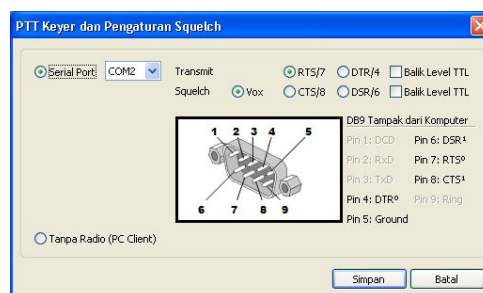 PTT Keyer dan Pengaturan Squelch
Serial Port COM2 Transmit RTS/7 DTR/4 Balik Level TTL
Squelch Vox CTS/8 DSR/6 Balik Level TTL
DB9 Tampak dari Komputer
1 2 3 4 5
6 7 8 9
Pin 1: DCD Pin 6: DSR¹
Pin 2: RxD Pin 7: RTS⁰
Pin 3: TxD Pin 8: CTS¹
Pin 4: DTR⁰ Pin 9: Ring
Pin 5: Ground
Tanpa Radio (PC Client)
Simpan Batal